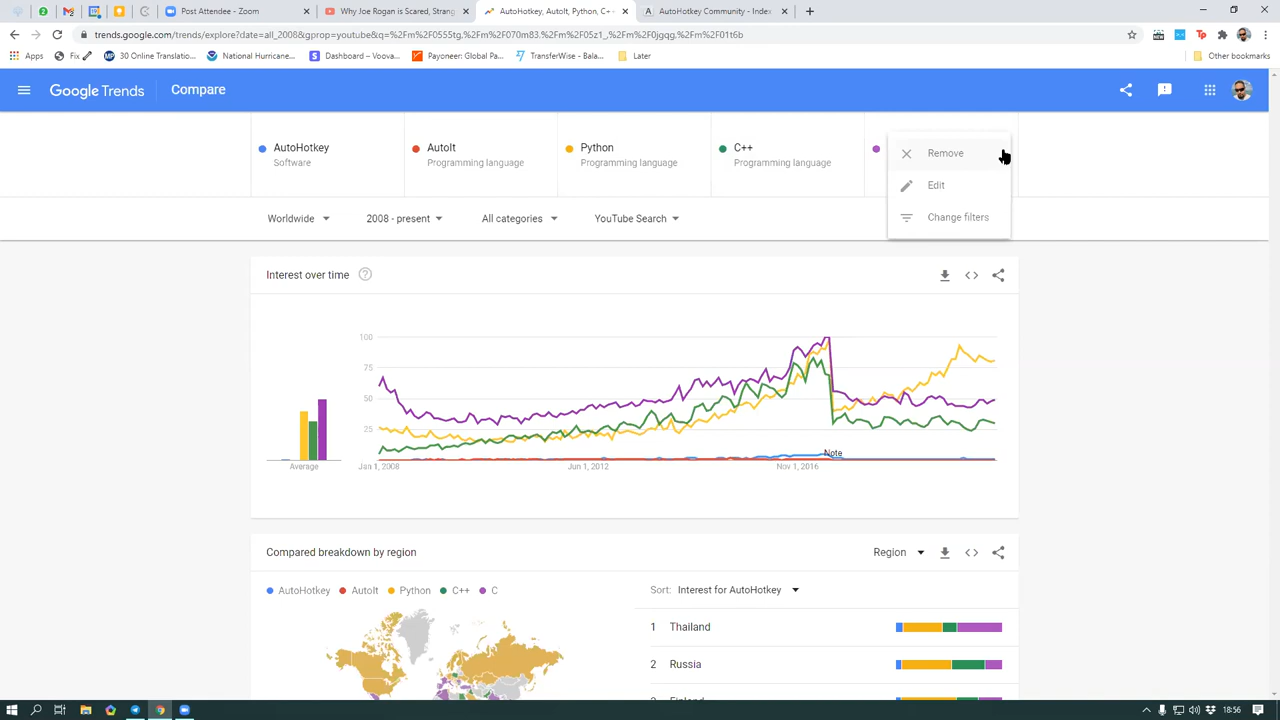 Post Attendee - Zoom
Why Joe Rogan is Scared, Strang
AutoHotkey, AutoIt, Python, C++ -
AutoHotkey Community - Index
trends.google.com/trends/explore?date=all_2008&gprop=youtube&q=%2Fm%2F0555tg,%2Fm%2F070m83,%2Fm%2F05z1_,%2Fm%2F0jgqg,%2Fm%2F01t6b
Apps
Fix
30 Online Translatio...
National Hurricane...
Dashboard – Voova...
Payoneer: Global Pa...
TransferWise - Bala...
Later
Other bookmarks
Google Trends
Compare
AutoHotkey
Software
AutoIt
Programming language
Python
Programming language
C++
Programming language
Remove
Edit
Change filters
Worldwide
2008 - present
All categories
YouTube Search
Interest over time
100
75
50
25
Average
Jan 1, 2008
Jun 1, 2012
Nov 1, 2016
Note
Compared breakdown by region
Region
AutoHotkey
AutoIt
Python
C++
C
Sort: Interest for AutoHotkey
1 Thailand
2 Russia
3 Finland
18:56